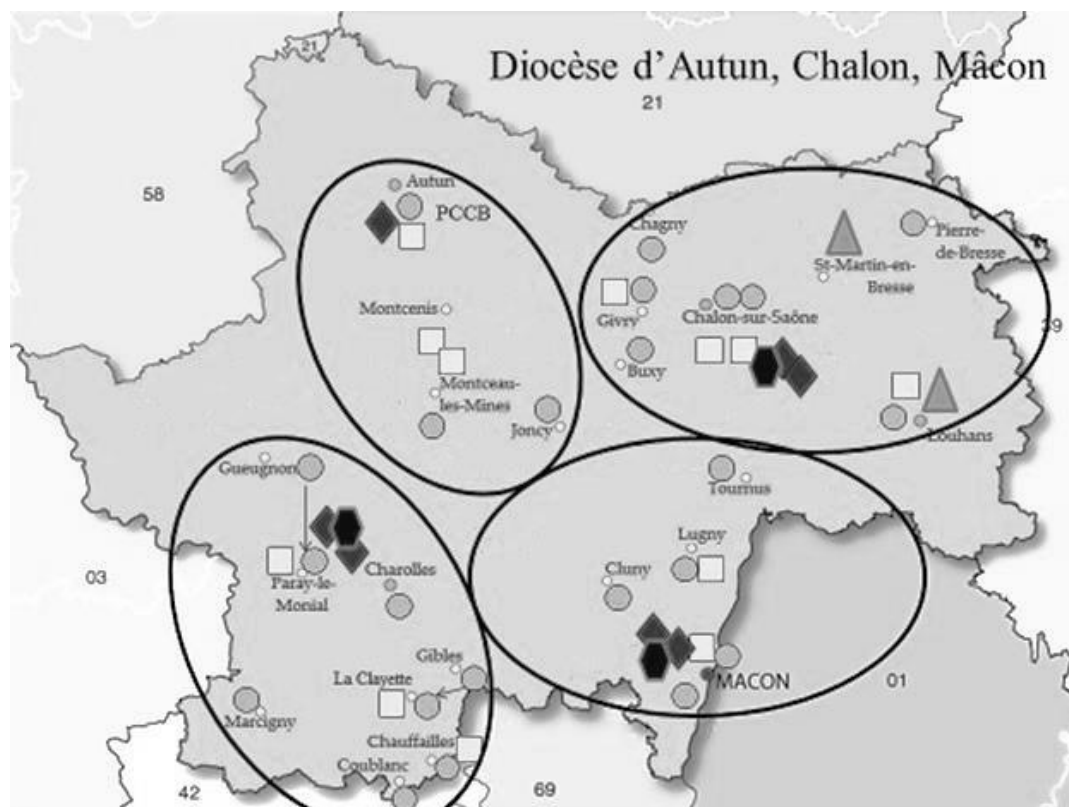 21
Diocèse d'Autun, Chalon, Mâcon
21
58
Autun
PCCB
Chagny
Pierre-
de-Bresse
St-Martin-en-
Bresse
Montcenis
Givry
Chalon-sur-Saône
39
Buxy
Montceau-
les-Mines
Joncy
Louhans
Gueugnon
Tournus
Lugny
03
Paray-le-
Monial
Charolles
Cluny
Gibles
La Clayette
MACON
01
Marcigny
Chauffailles
Coublanc
42
69